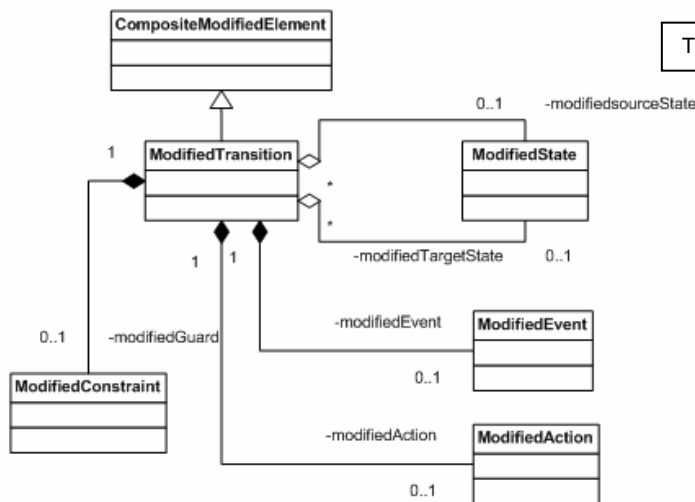 CompositeModifiedElement
T
0..1 -modifiedsourceState
1 ModifiedTransition ModifiedState
*
*
1 1 -modifiedTargetState 0..1
-modifiedEvent ModifiedEvent
0..1 -modifiedGuard
0..1
ModifiedConstraint
-modifiedAction ModifiedAction
0..1